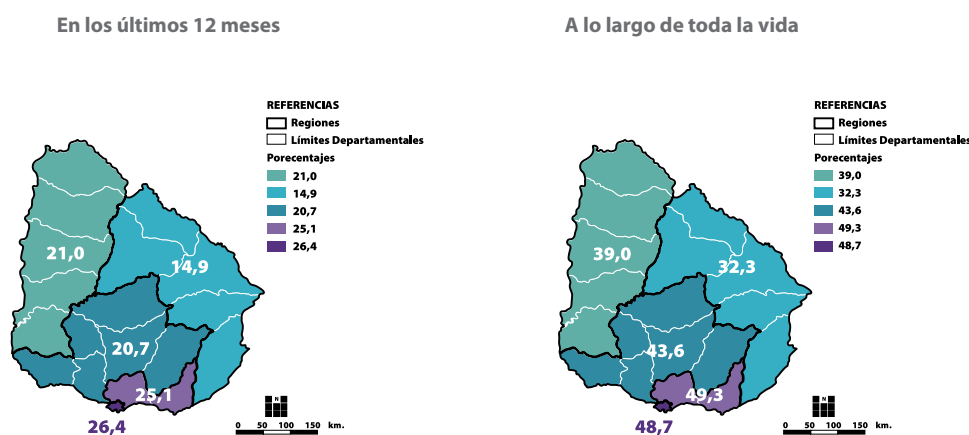 En los últimos 12 meses
REFERENCIAS
Regiones
Límites Departamentales
Porecentajes
21,0
14,9
20,7
25,1
26,4
21,0
14,9
20,7
25,1
26,4
N
0 50 100 150 km.
A lo largo de toda la vida
REFERENCIAS
Regiones
Límites Departamentales
Porecentajes
39,0
32,3
43,6
49,3
48,7
39,0
32,3
43,6
49,3
48,7
N
0 50 100 150 km.